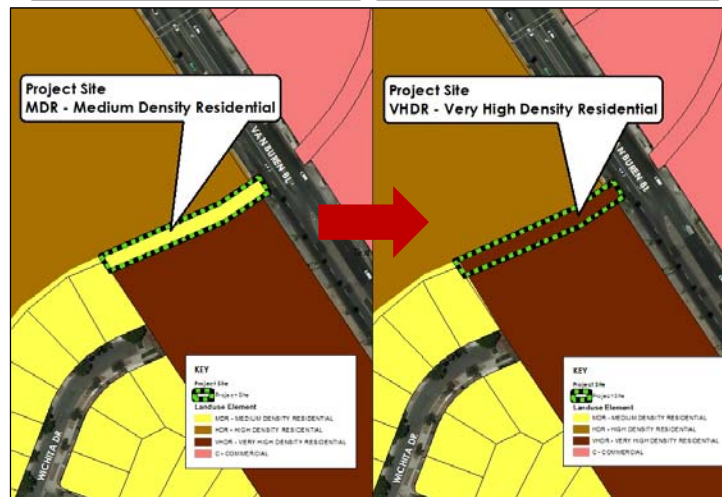 Project Site
MDR - Medium Density Residential
VAN BUREN BL
WICHITA DR
KEY
Project Site
Project Site
Landuse Element
MDR - MEDIUM DENSITY RESIDENTIAL
HDR - HIGH DENSITY RESIDENTIAL
VHDR - VERY HIGH DENSITY RESIDENTIAL
C - COMMERCIAL
Project Site
VHDR - Very High Density Residential
VAN BUREN BL
WICHITA DR
KEY
Project Site
Project Site
Landuse Element
MDR - MEDIUM DENSITY RESIDENTIAL
HDR - HIGH DENSITY RESIDENTIAL
VHDR - VERY HIGH DENSITY RESIDENTIAL
C - COMMERCIAL